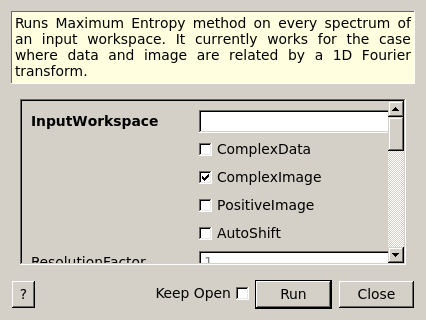 Runs Maximum Entropy method on every spectrum of
an input workspace. It currently works for the case
where data and image are related by a 1D Fourier
transform.
InputWorkspace
ComplexData
ComplexImage
PositiveImage
AutoShift
ResolutionFactor 1
? Keep Open Run Close